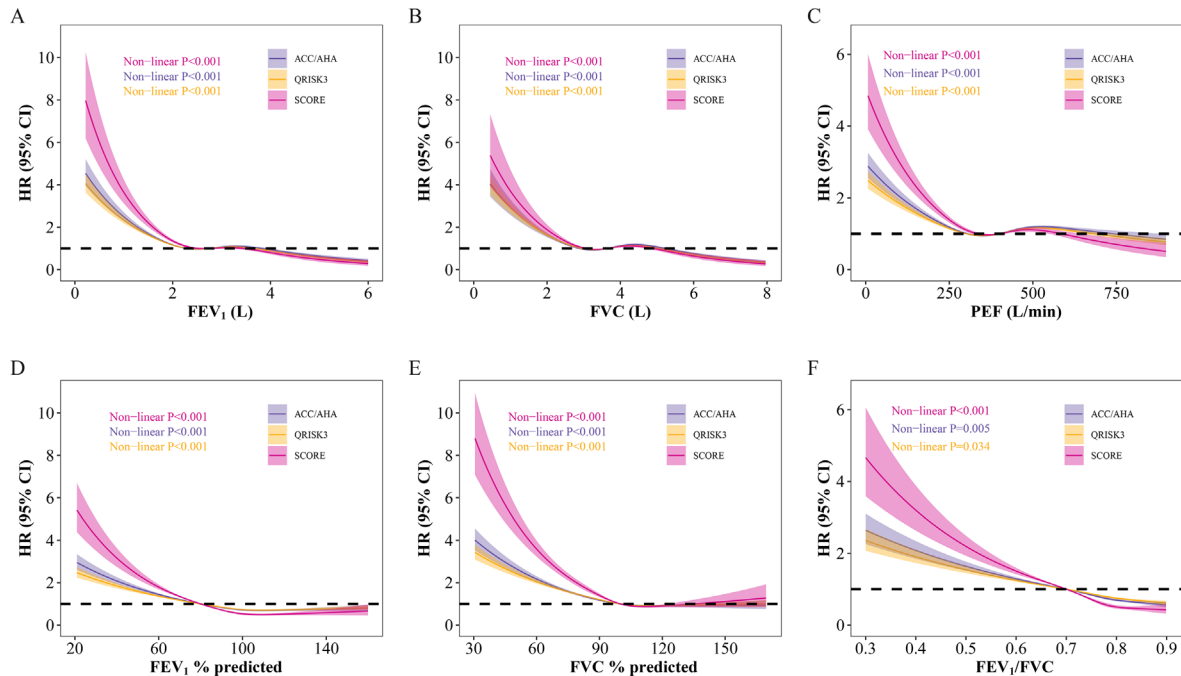 A
HR (95% CI)
10
8
6
4
2
0
Non−linear P<0.001
Non−linear P<0.001
Non−linear P<0.001
ACC/AHA
QRISK3
SCORE
0 2 4 6
FEV₁ (L)
B
HR (95% CI)
10
8
6
4
2
0
Non−linear P<0.001
Non−linear P<0.001
Non−linear P<0.001
ACC/AHA
QRISK3
SCORE
0 2 4 6 8
FVC (L)
C
HR (95% CI)
6
4
2
0
Non−linear P<0.001
Non−linear P<0.001
Non−linear P<0.001
ACC/AHA
QRISK3
SCORE
0 250 500 750
PEF (L/min)
D
HR (95% CI)
10
8
6
4
2
0
Non−linear P<0.001
Non−linear P<0.001
Non−linear P<0.001
ACC/AHA
QRISK3
SCORE
20 60 100 140
FEV₁ % predicted
E
HR (95% CI)
10
8
6
4
2
0
Non−linear P<0.001
Non−linear P<0.001
Non−linear P<0.001
ACC/AHA
QRISK3
SCORE
30 60 90 120 150
FVC % predicted
F
HR (95% CI)
6
4
2
0
Non−linear P<0.001
Non−linear P=0.005
Non−linear P=0.034
ACC/AHA
QRISK3
SCORE
0.3 0.4 0.5 0.6 0.7 0.8 0.9
FEV₁/FVC